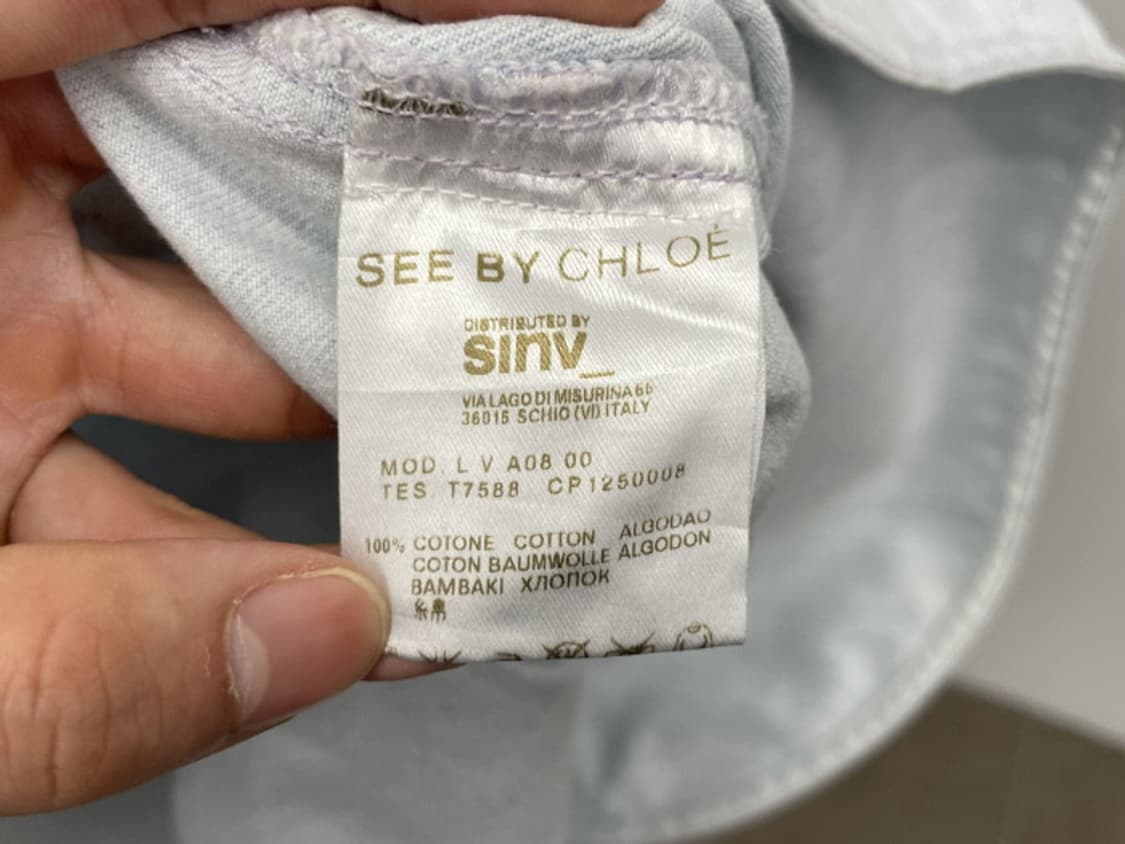 SEE BY CHLOÉ
DISTRIBUTED BY
sinv_
VIA LAGO DI MISURINA 66
36015 SCHIO (VI) ITALY
MOD. L V A08 00
TES. T7588 CP1250008
100% COTONE COTTON ALGODAO
COTON BAUMWOLLE ALGODON
BAMBAKI ХЛОПОК